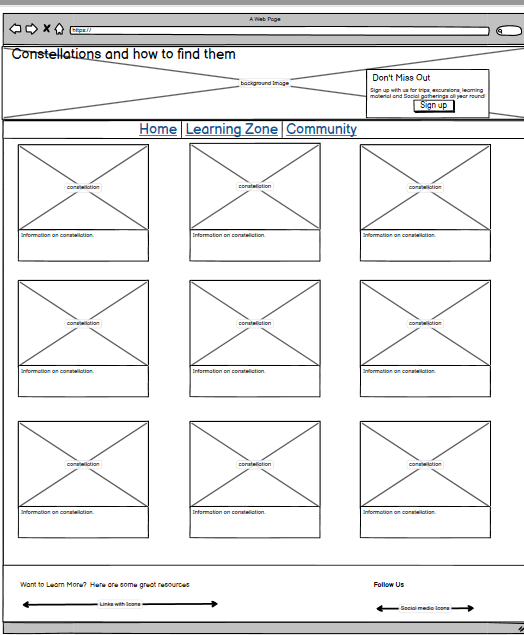 A Web Page
https://
Constellations and how to find them
background image
Don't Miss Out
Sign up with us for trips, excursions, learning
material and Social gatherings all year round!
Sign up
Home | Learning Zone | Community
constellation
Information on constellation.
constellation
Information on constellation.
constellation
Information on constellation.
constellation
Information on constellation.
constellation
Information on constellation.
constellation
Information on constellation.
constellation
Information on constellation.
constellation
Information on constellation.
constellation
Information on constellation.
Want to Learn More? Here are some great resources
Links with Icons
Follow Us
Social media Icons